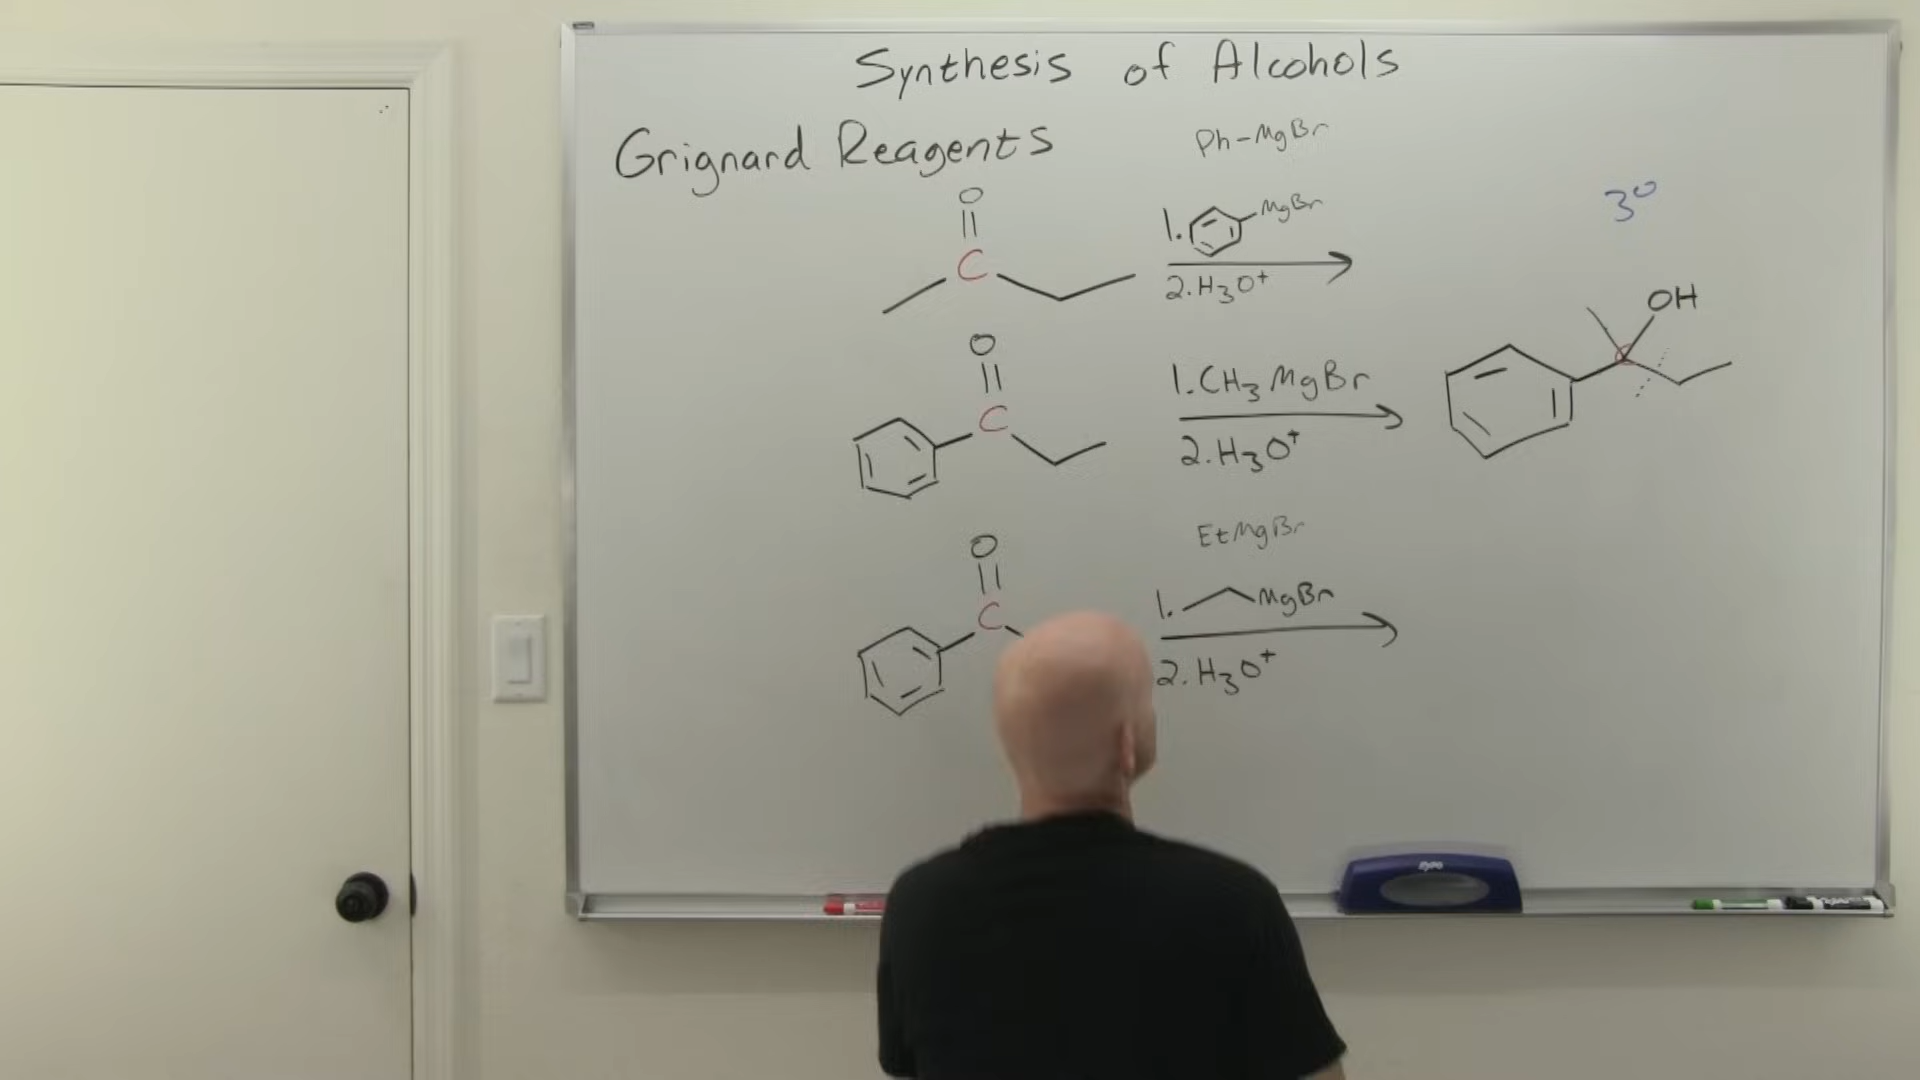 Synthesis of Alcohols
Grignard Reagents
Ph-MgBr
3°
O
C
1. MgBr
2. H3O+
OH
O
C
1. CH3MgBr
2. H3O+
C
EtMgBr
O
C
1. MgBr
2. H3O+
expo